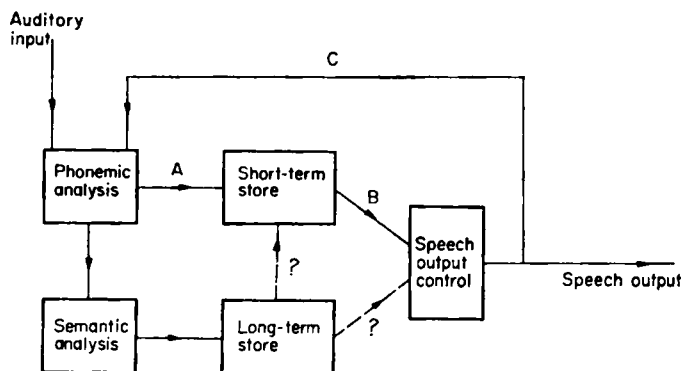 Auditory
input
C
Phonemic
analysis
A
Short-term
store
B
Speech
output
control
Speech output
?
?
Semantic
analysis
Long-term
store